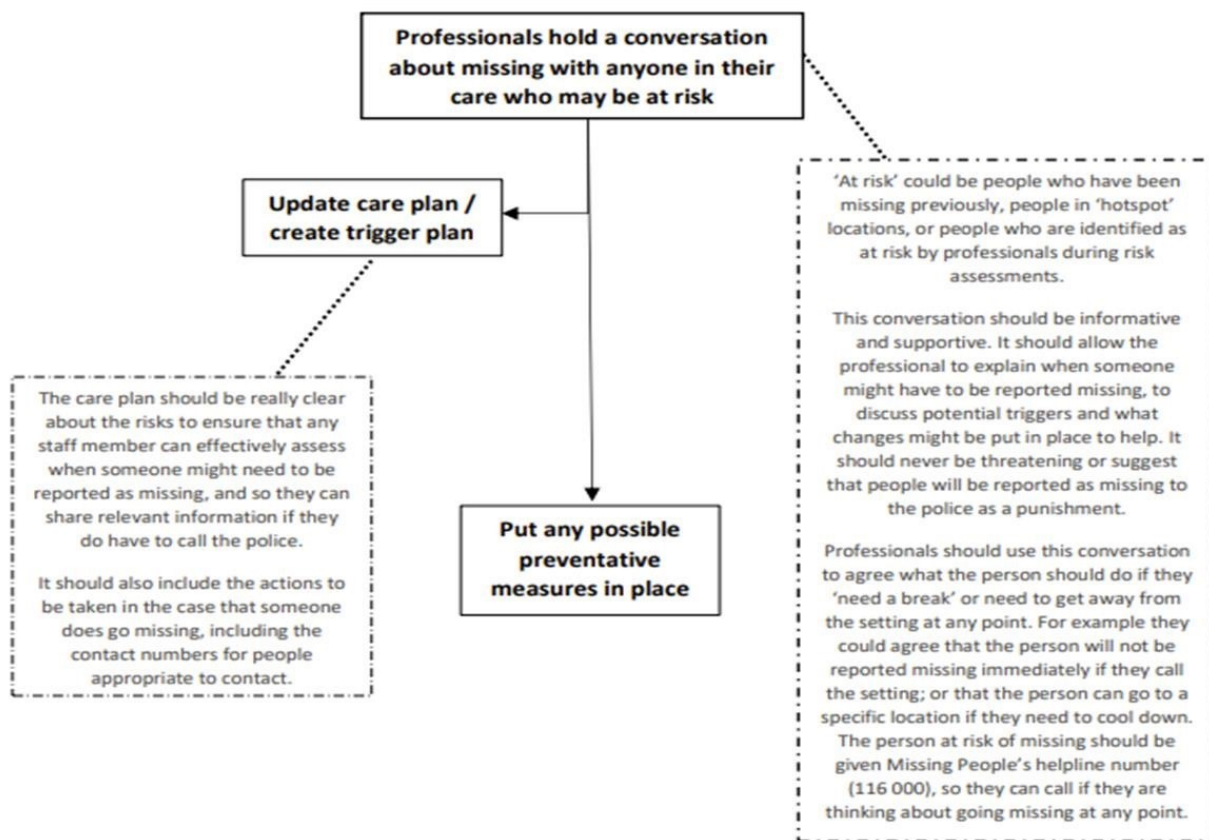 Professionals hold a conversation
about missing with anyone in their
care who may be at risk
Update care plan /
create trigger plan
‘At risk’ could be people who have been
missing previously, people in ‘hotspot’
locations, or people who are identified as
at risk by professionals during risk
assessments.
This conversation should be informative
and supportive. It should allow the
professional to explain when someone
might have to be reported missing, to
discuss potential triggers and what
changes might be put in place to help. It
should never be threatening or suggest
that people will be reported as missing to
the police as a punishment.
Professionals should use this conversation
to agree what the person should do if they
‘need a break’ or need to get away from
the setting at any point. For example they
could agree that the person will not be
reported missing immediately if they call
the setting; or that the person can go to a
specific location if they need to cool down.
The person at risk of missing should be
given Missing People’s helpline number
(116 000), so they can call if they are
thinking about going missing at any point.
The care plan should be really clear
about the risks to ensure that any
staff member can effectively assess
when someone might need to be
reported as missing, and so they can
share relevant information if they
do have to call the police.
It should also include the actions to
be taken in the case that someone
does go missing, including the
contact numbers for people
appropriate to contact.
Put any possible
preventative
measures in place